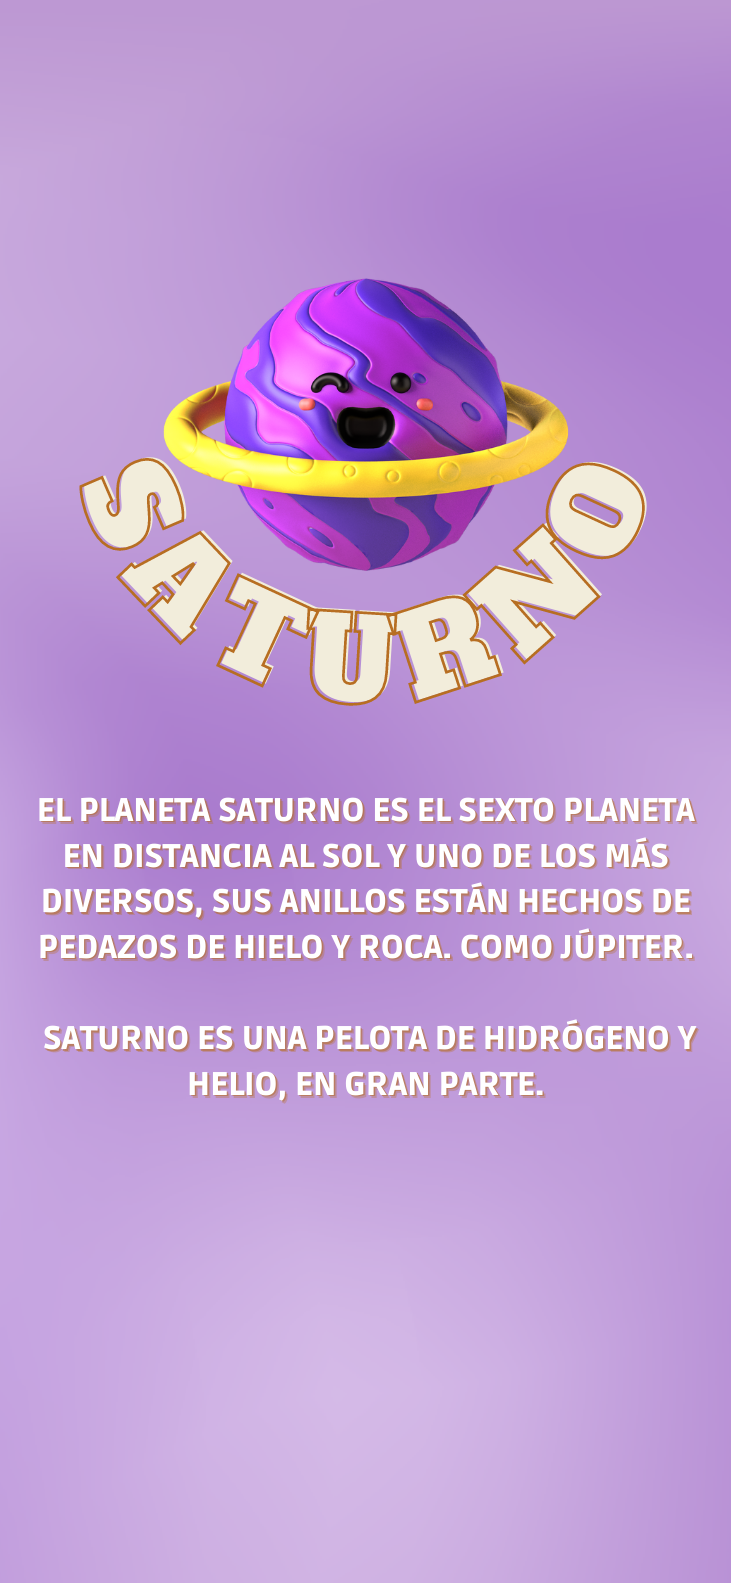 SATURNO
EL PLANETA SATURNO ES EL SEXTO PLANETA
EN DISTANCIA AL SOL Y UNO DE LOS MÁS
DIVERSOS, SUS ANILLOS ESTÁN HECHOS DE
PEDAZOS DE HIELO Y ROCA. COMO JÚPITER.
SATURNO ES UNA PELOTA DE HIDRÓGENO Y
HELIO, EN GRAN PARTE.